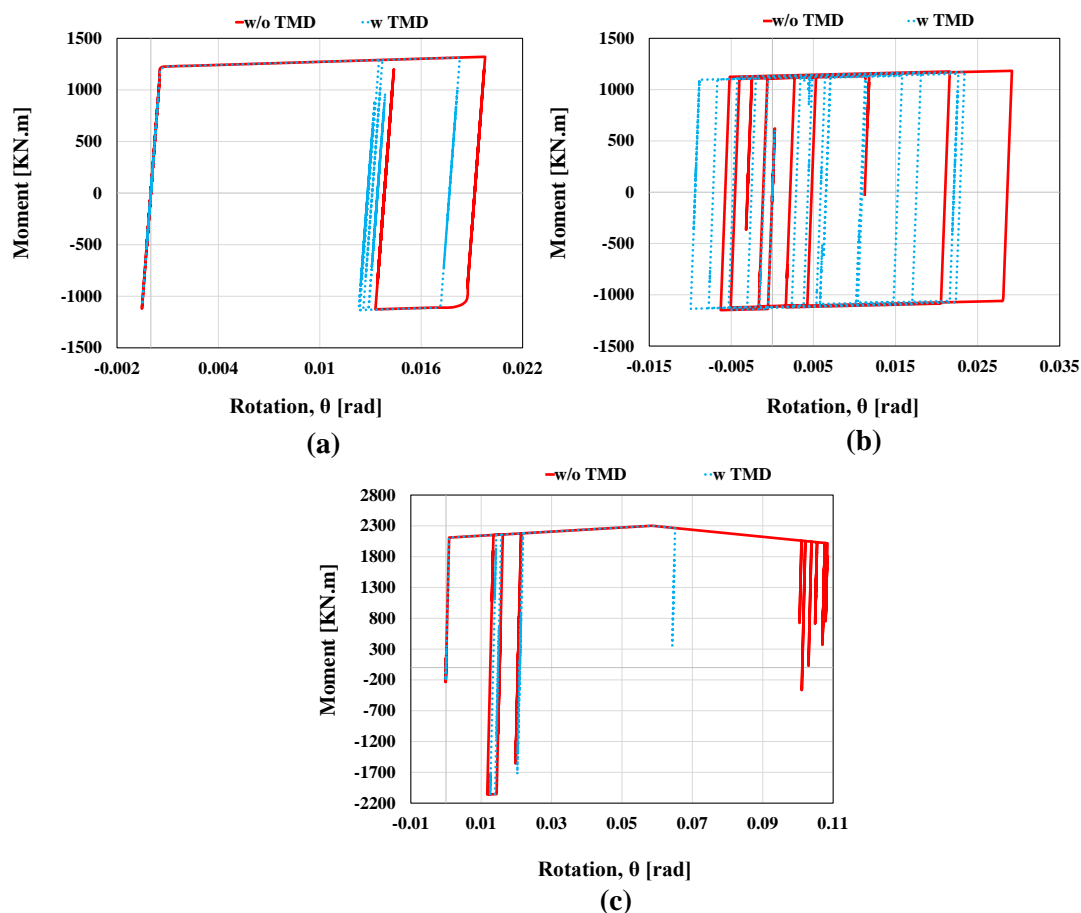 w/o TMD w TMD
1500
1000
500
0
-500
-1000
-1500
-0.002 0.004 0.01 0.016 0.022
Moment [KN.m]
Rotation, θ [rad]
(a)
w/o TMD w TMD
1500
1000
500
0
-500
-1000
-1500
-0.015 -0.005 0.005 0.015 0.025 0.035
Moment [KN.m]
Rotation, θ [rad]
(b)
w/o TMD w TMD
2800
2300
1800
1300
800
300
-200
-700
-1200
-1700
-2200
-0.01 0.01 0.03 0.05 0.07 0.09 0.11
Moment [KN.m]
Rotation, θ [rad]
(c)